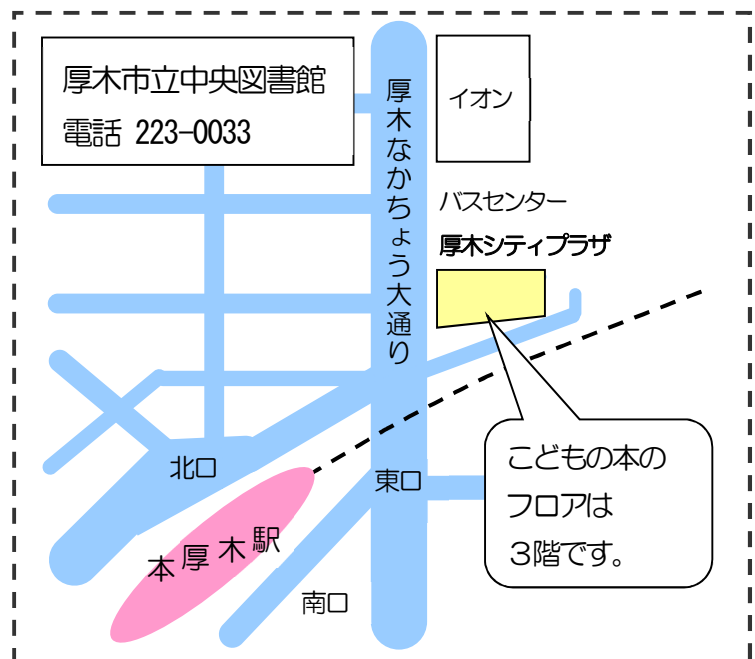 厚木市立中央図書館
電話 223-0033
厚木なかちょう大通り
イオン
バスセンター
厚木シティプラザ
北口
東口
こどもの本の
フロアは
３階です。
本厚木駅
南口